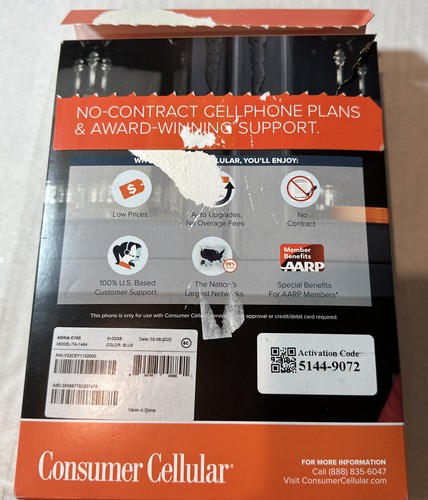 NO-CONTRACT CELLPHONE PLANS
& AWARD-WINNING SUPPORT.
ELLULAR, YOU'LL ENJOY:
$
Low Prices
Auto Upgrades,
No Overage Fees
No
Contract
100% U.S. Based
Customer Support
99%
The Nation's
Largest Networks
Member
Benefits
AARP
Special Benefits
For AARP Members*
This phone is only for use with Consumer Cellular approval or credit/debit card required.
NOKIA C100
MODEL:TA-1484
3+32GB
COLOR: BLUE
Date: 02-08-2022
Made in China
Activation Code
5144-9072
Consumer Cellular®
FOR MORE INFORMATION
Call (888) 835-6047
Visit ConsumerCellular.com